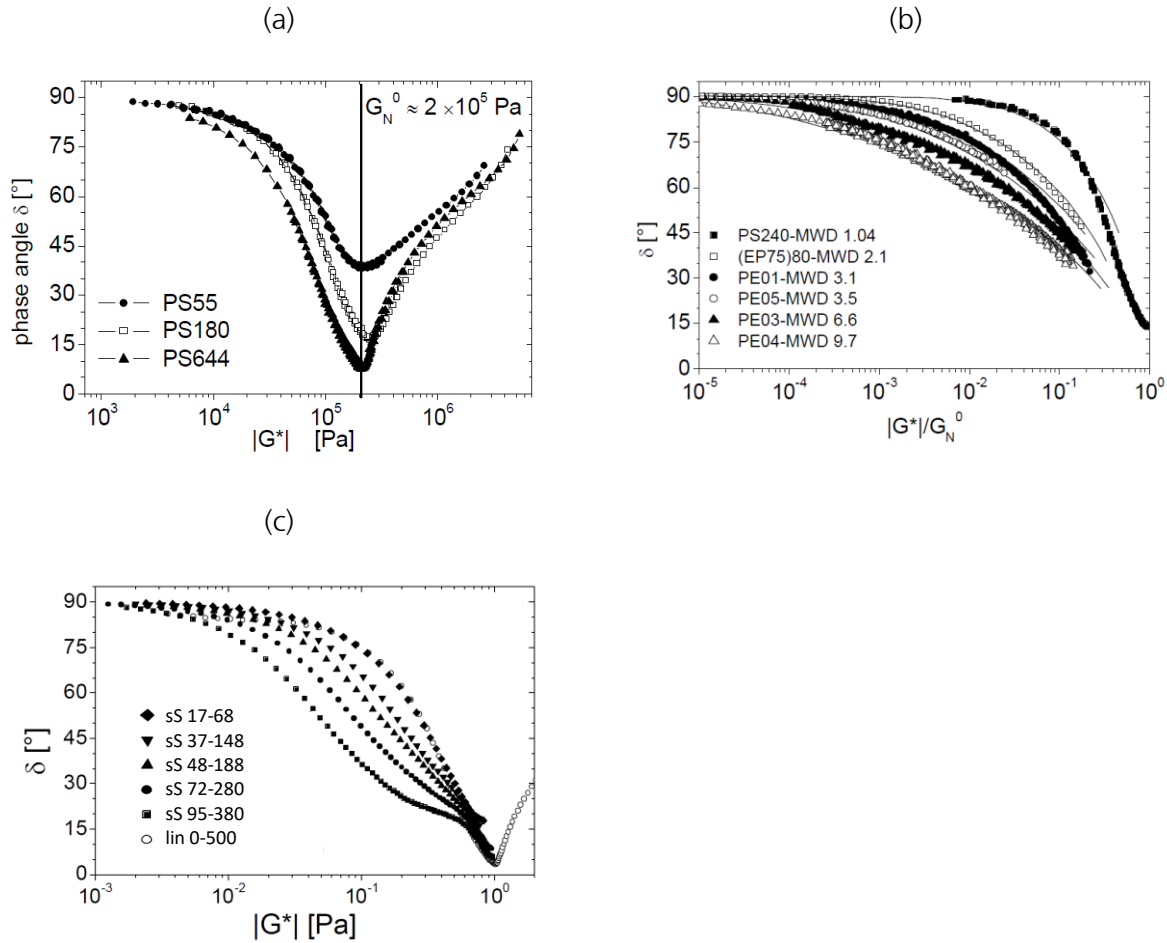 (a)
90
75
60
45
30
15
0
phase angle δ [°]
G_N^0 ≈ 2 ×10^5 Pa
PS55
PS180
PS644
10^3
10^4
10^5
10^6
|G*| [Pa]
(b)
90
75
60
45
30
15
0
δ [°]
PS240-MWD 1.04
(EP75)80-MWD 2.1
PE01-MWD 3.1
PE05-MWD 3.5
PE03-MWD 6.6
PE04-MWD 9.7
10^-5
10^-4
10^-3
10^-2
10^-1
10^0
|G*|/G_N^0
(c)
90
75
60
45
30
15
0
δ [°]
sS 17-68
sS 37-148
sS 48-188
sS 72-280
sS 95-380
lin 0-500
10^-3
10^-2
10^-1
10^0
|G*| [Pa]